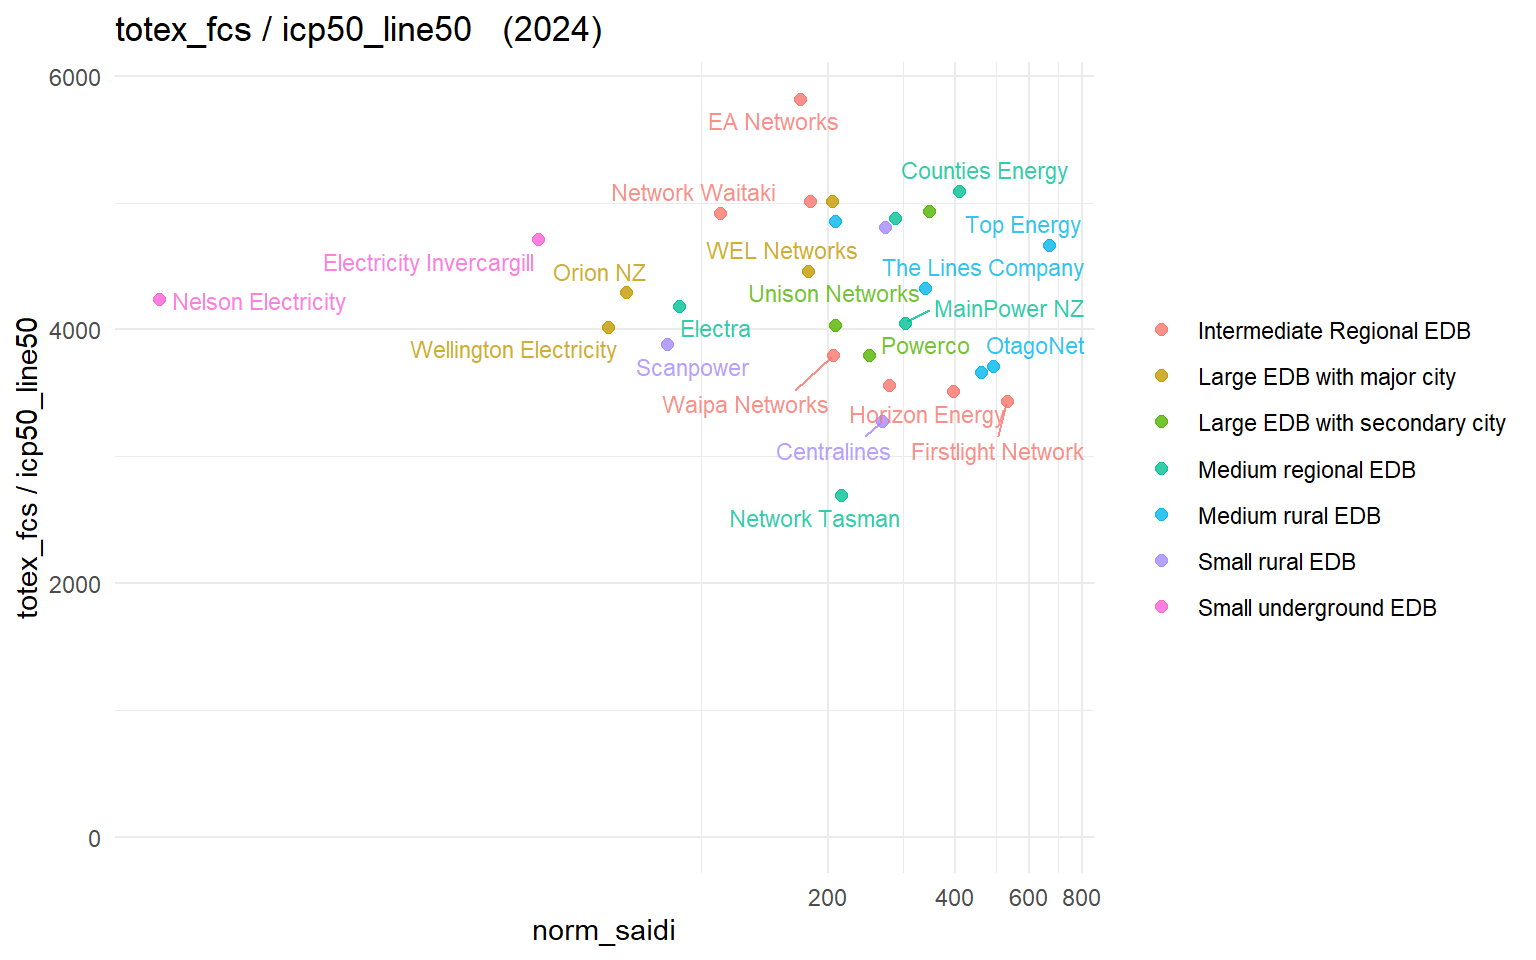 totex_fcs / icp50_line50 (2024)
6000
EA Networks
Counties Energy
Network Waitaki
Top Energy
WEL Networks
Electricity Invercargill
The Lines Company
Orion NZ
Unison Networks
Nelson Electricity
MainPower NZ
4000
Electra
Wellington Electricity
Powerco
OtagoNet
Scanpower
Waipa Networks
Horizon Energy
Centralines
Firstlight Network
Network Tasman
2000
0
totex_fcs / icp50_line50
200
400
600
800
norm_saidi
Intermediate Regional EDB
Large EDB with major city
Large EDB with secondary city
Medium regional EDB
Medium rural EDB
Small rural EDB
Small underground EDB